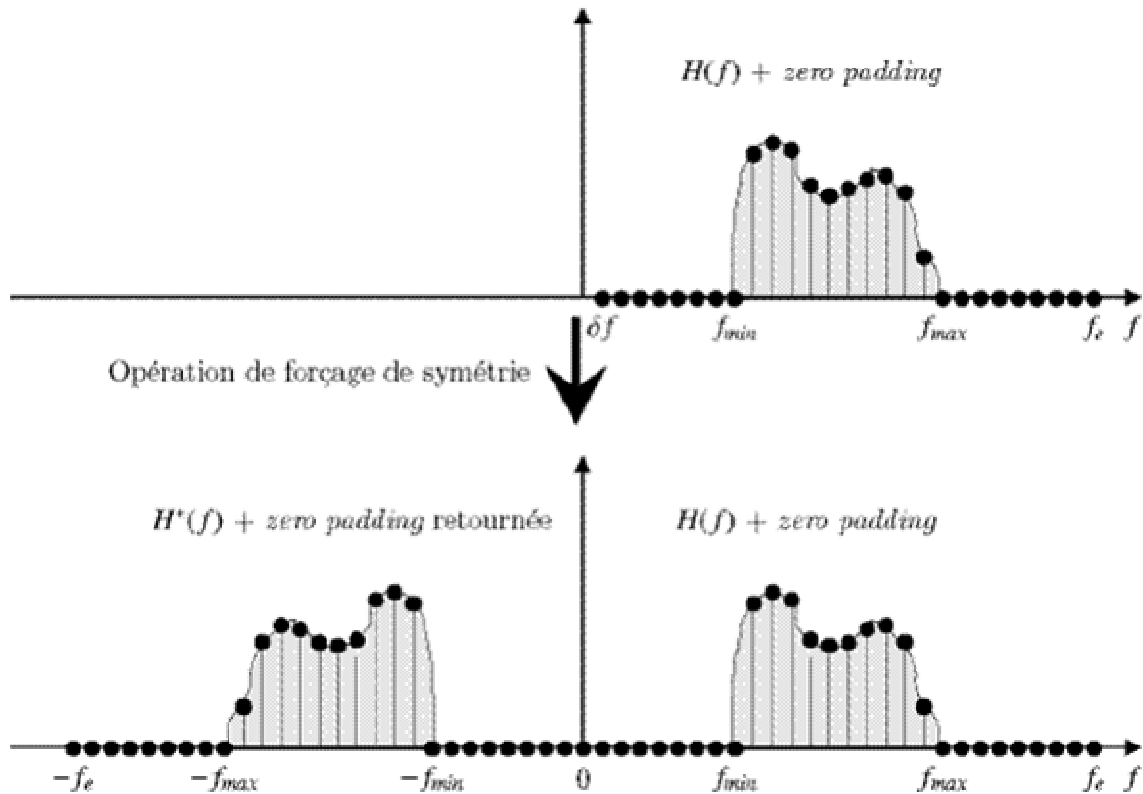 H(f) + zero padding
δf f_min f_max f_e f
Opération de forçage de symétrie
H*(f) + zero padding retournée H(f) + zero padding
−f_e −f_max −f_min 0 f_min f_max f_e f